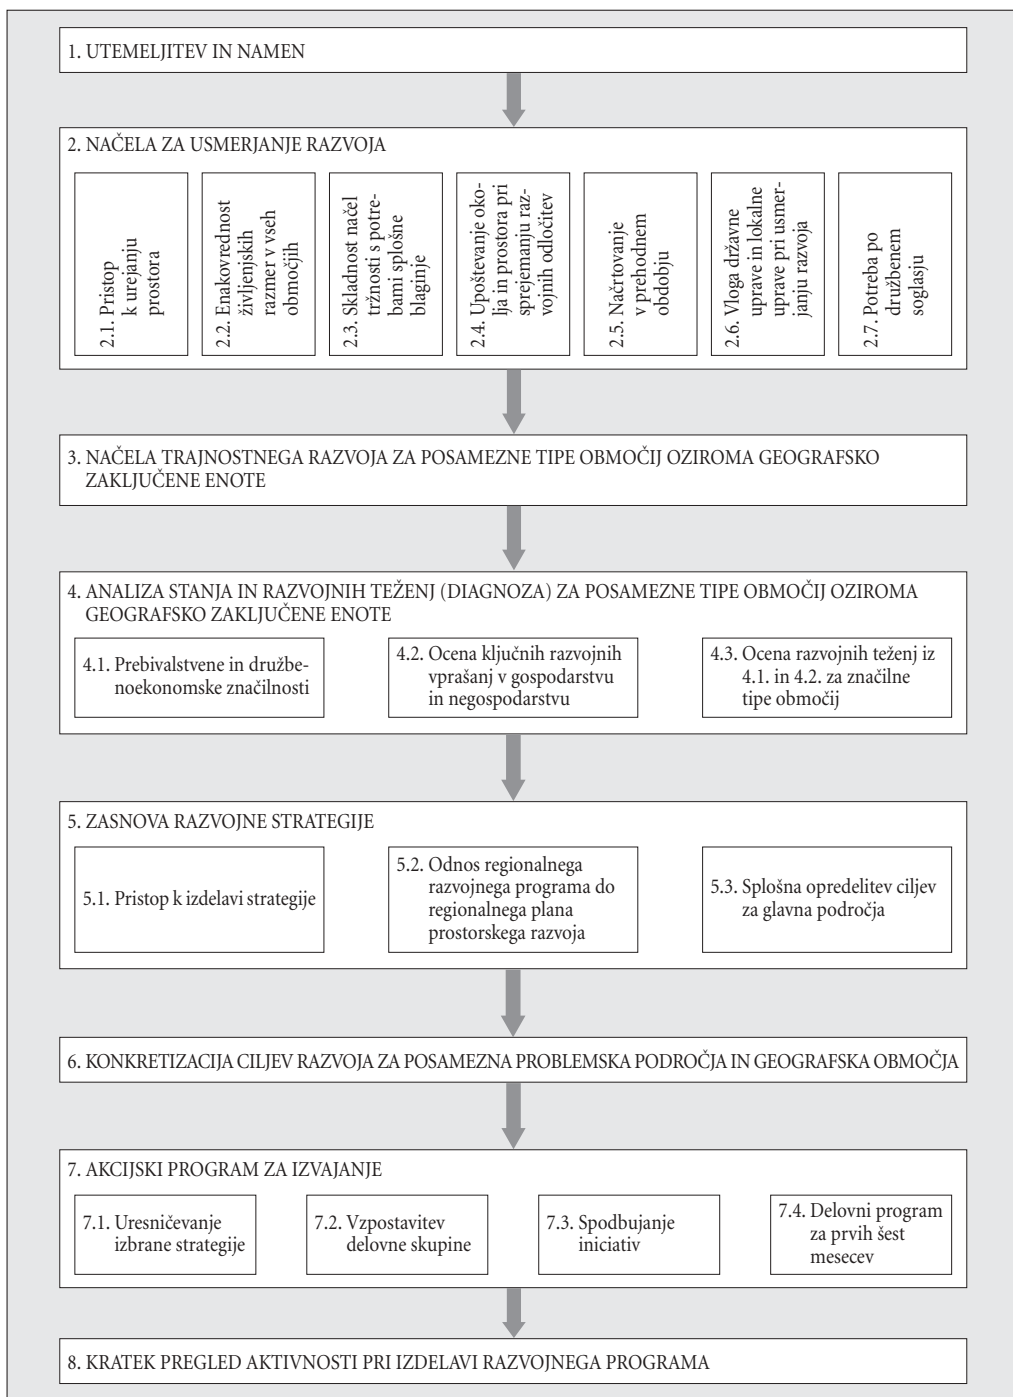 1. UTEMELJITEV IN NAMEN
2. NAČELA ZA USMERJANJE RAZVOJA
2.1. Pristop
k urejanju
prostora
2.2. Enakovrednost
življenjskih
razmer v vseh
območjih
2.3. Skladnost načel
tržnosti s potre-
bami splošne
blaginje
2.4. Upoštevanje oko-
lja in prostora pri
sprejemanju raz-
vojnih odločitev
2.5. Načrtovanje
v prehodnem
obdobju
2.6. Vloga državne
uprave in lokalne
uprave pri usmer-
janju razvoja
2.7. Potreba po
družbenem
soglasju
3. NAČELA TRAJNOSTNEGA RAZVOJA ZA POSAMEZNE TIPE OBMOČIJ OZIROMA GEOGRAFSKO
ZAKLJUČENE ENOTE
4. ANALIZA STANJA IN RAZVOJNIH TEŽENJ (DIAGNOZA) ZA POSAMEZNE TIPE OBMOČIJ OZIROMA
GEOGRAFSKO ZAKLJUČENE ENOTE
4.1. Prebivalstvene in družbe-
noekonomske značilnosti
4.2. Ocena ključnih razvojnih
vprašanj v gospodarstvu
in negospodarstvu
4.3. Ocena razvojnih teženj iz
4.1. in 4.2. za značilne
tipe območij
5. ZASNOVA RAZVOJNE STRATEGIJE
5.1. Pristop k izdelavi strategije
5.2. Odnos regionalnega
razvojnega programa do
regionalnega plana
prostorskega razvoja
5.3. Splošna opredelitev ciljev
za glavna področja
6. KONKRETIZACIJA CILJEV RAZVOJA ZA POSAMEZNA PROBLEMSKA PODROČJA IN GEOGRAFSKA OBMOČJA
7. AKCIJSKI PROGRAM ZA IZVAJANJE
7.1. Uresničevanje
izbrane strategije
7.2. Vzpostavitev
delovne skupine
7.3. Spodbujanje
iniciativ
7.4. Delovni program
za prvih šest
mesecev
8. KRATEK PREGLED AKTIVNOSTI PRI IZDELAVI RAZVOJNEGA PROGRAMA